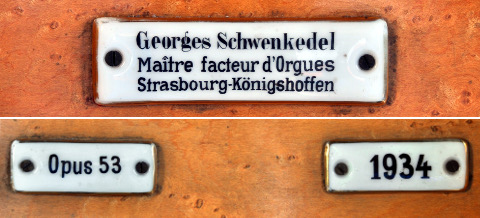 Georges Schwenkedel
Maître facteur d'Orgues
Strasbourg-Königshoffen
Opus 53
1934